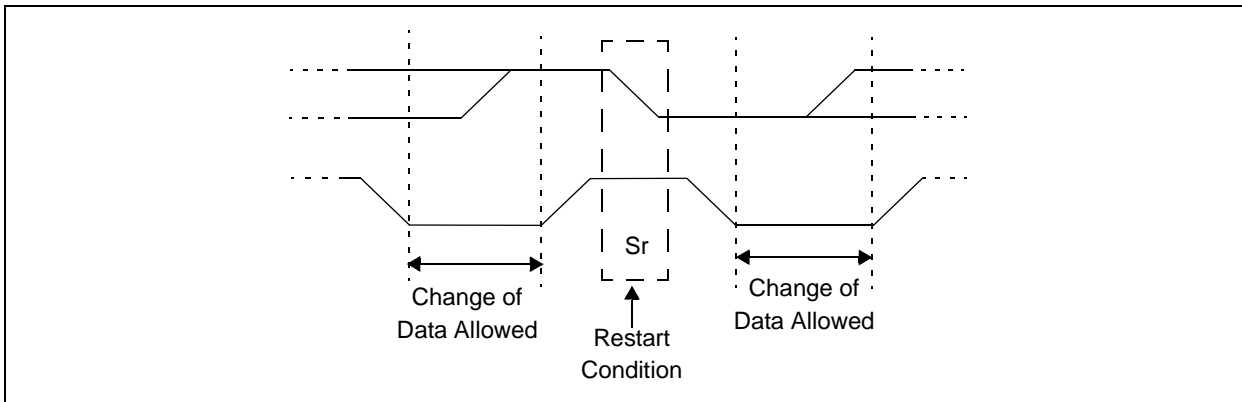 Sr
Change of
Data Allowed
Restart
Condition
Change of
Data Allowed